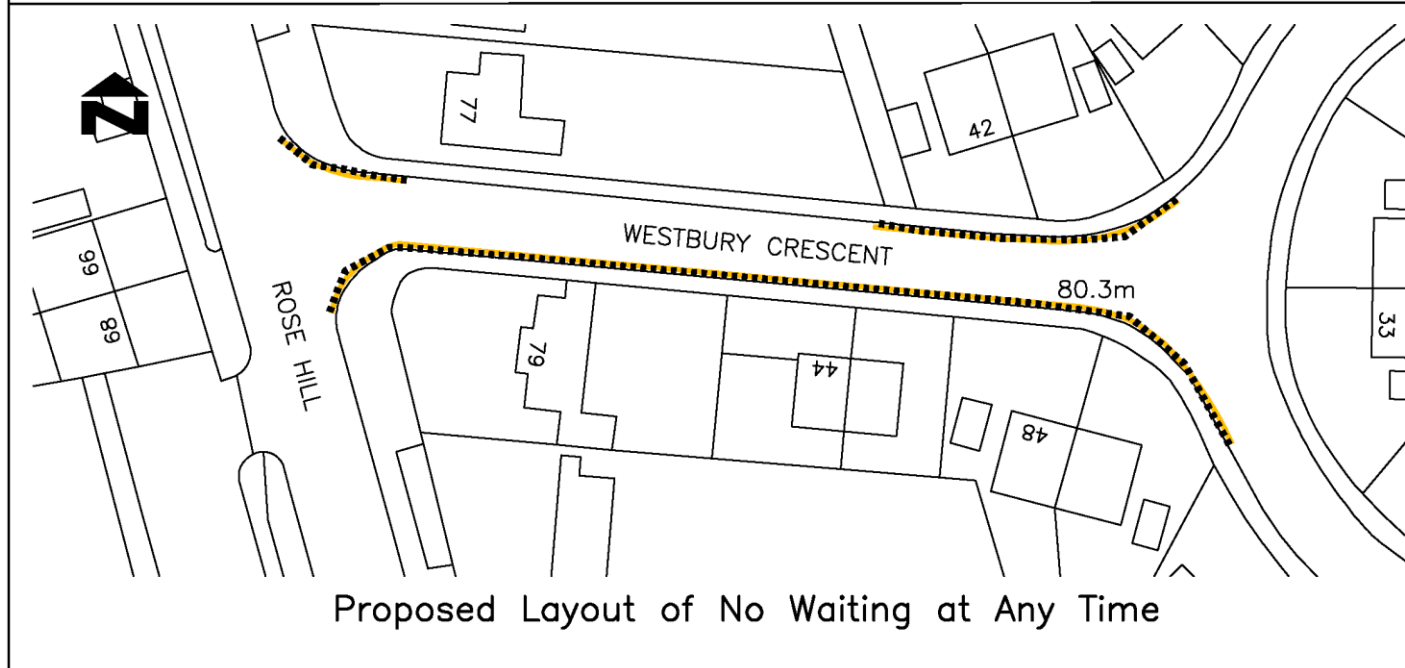 N
77
42
66
68
WESTBURY CRESCENT
80.3m
ROSE HILL
79
44
48
33
Proposed Layout of No Waiting at Any Time